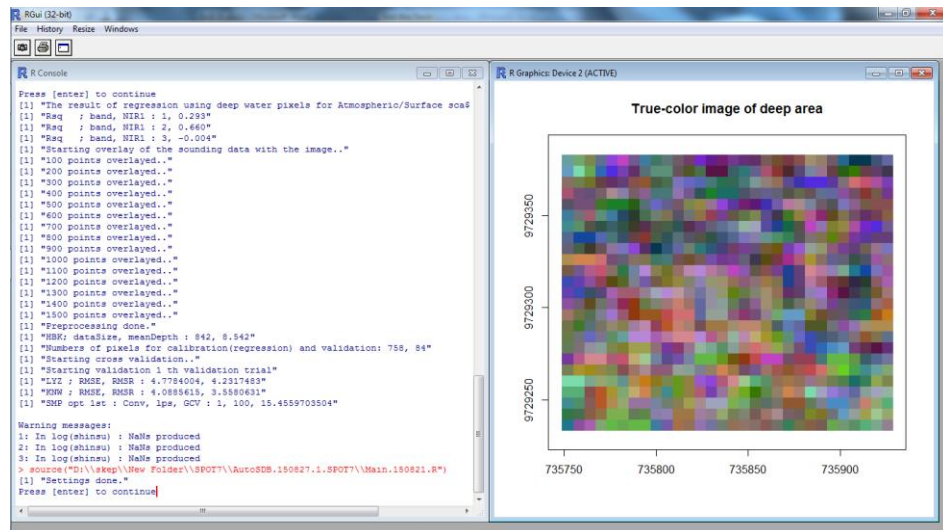 RGui (32-bit)
File History Resize Windows
R Console
Press [enter] to continue
[1] "The result of regression using deep water pixels for Atmospheric/Surface sca$
[1] "Rsq ; band, NIR1 : 1, 0.293"
[1] "Rsq ; band, NIR1 : 2, 0.660"
[1] "Rsq ; band, NIR1 : 3, -0.004"
[1] "Starting overlay of the sounding data with the image.."
[1] "100 points overlayed.."
[1] "200 points overlayed.."
[1] "300 points overlayed.."
[1] "400 points overlayed.."
[1] "500 points overlayed.."
[1] "600 points overlayed.."
[1] "700 points overlayed.."
[1] "800 points overlayed.."
[1] "900 points overlayed.."
[1] "1000 points overlayed.."
[1] "1100 points overlayed.."
[1] "1200 points overlayed.."
[1] "1300 points overlayed.."
[1] "1400 points overlayed.."
[1] "1500 points overlayed.."
[1] "Preprocessing done."
[1] "HBK; dataSize, meanDepth : 842, 8.542"
[1] "Numbers of pixels for calibration(regression) and validation: 758, 84"
[1] "Starting cross validation.."
[1] "Starting validation 1 th validation trial"
[1] "LYZ ; RMSE, RMSR : 4.7784004, 4.2317483"
[1] "KNW ; RMSE, RMSR : 4.0885615, 3.5580631"
[1] "SMP opt lst : Conv, lps, GCV : 1, 100, 15.4559703504"
Warning messages:
1: In log(shinsu) : NaNs produced
2: In log(shinsu) : NaNs produced
3: In log(shinsu) : NaNs produced
> source("D:\\skep\\New Folder\\SPOT7\\AutoSDB.150827.1.SPOT7\\Main.150821.R")
[1] "Settings done."
Press [enter] to continue
R Graphics: Device 2 (ACTIVE)
True-color image of deep area
9729350
9729300
9729250
735750 735800 735850 735900